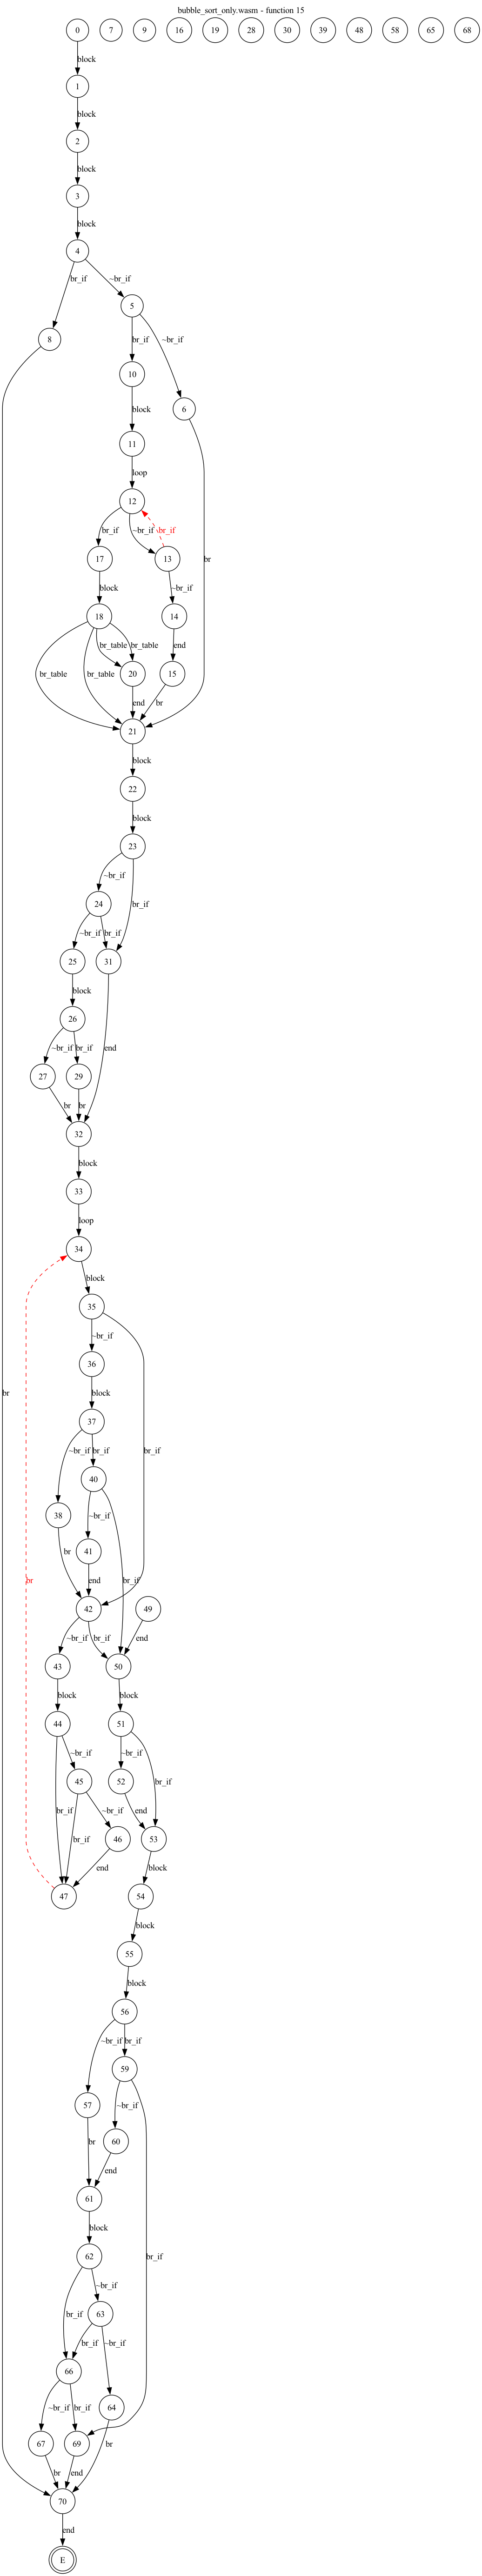 bubble_sort_only.wasm - function 15
0 7 9 16 19 28 30 39 48 58 65 68
block
1
block
2
block
3
block
4
br_if ~br_if
5
8 br_if ~br_if
10
6
block
11
loop br
12
br_if ~br_if br_if
17 13
block ~br_if
18 14
br_table br_table br_table br_table end
20 15
end br
21
block
22
block
23
~br_if br_if
24
~br_if br_if
25 31
block
26
~br_if br_if end
27 29
br br
32
block
33
loop
34
block
35
~br_if
36
block
37
br
~br_if br_if br_if
40
38 ~br_if
br 41
br end br_if
42 49
~br_if br_if end
43 50
block block
44 51
~br_if ~br_if
45 52 br_if
br_if br_if ~br_if end
46 53
end block
47 54
block
55
block
56
~br_if br_if
59
57 ~br_if
br 60
end
61
block br_if
62
~br_if
br_if 63
br_if ~br_if
66
~br_if br_if 64
67 69
br end br
70
end
E